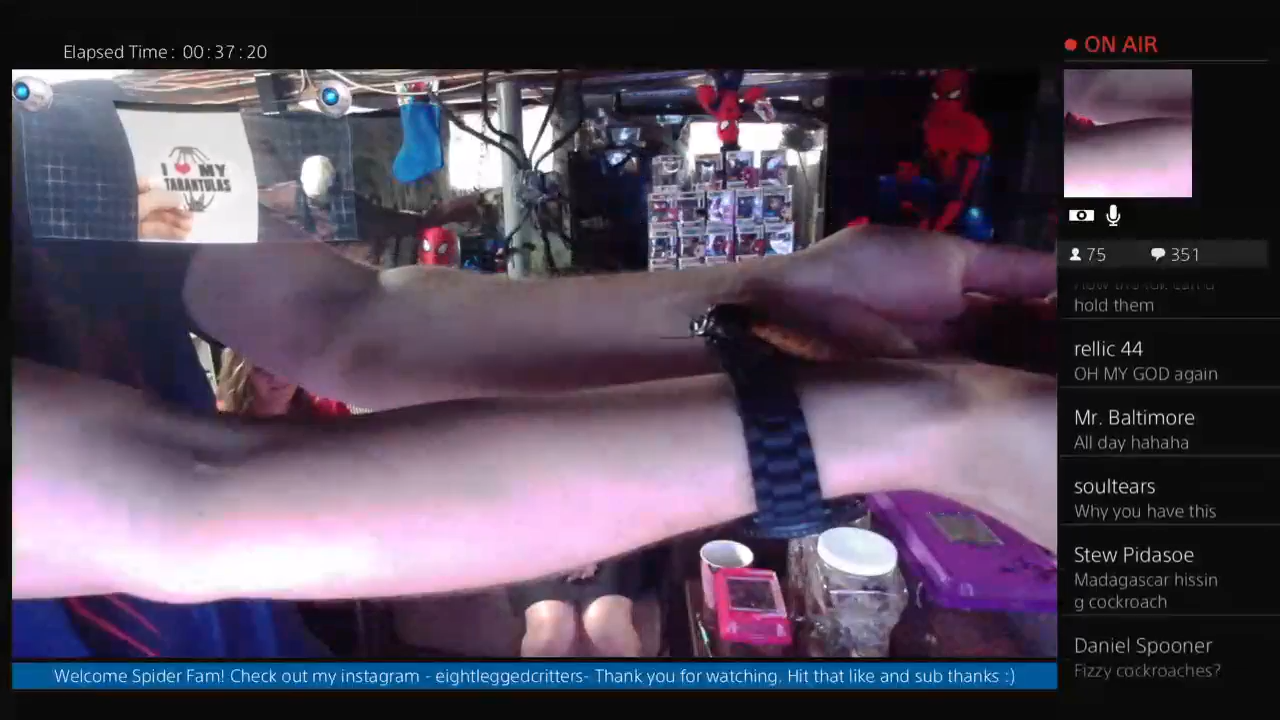 Elapsed Time: 00:37:20
ON AIR
I MY
TARANTULAS
75
351
hold them
rellic 44
OH MY GOD again
Mr. Baltimore
All day hahaha
soultears
Why you have this
Stew Pidasoe
Madagascar hissin
g cockroach
Daniel Spooner
Fizzy cockroaches?
Welcome Spider Fam! Check out my instagram - eightleggedcritters- Thank you for watching. Hit that like and sub thanks :)